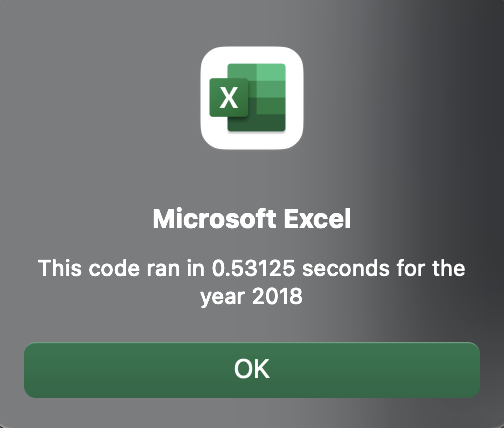 X
Microsoft Excel
This code ran in 0.53125 seconds for the
year 2018
OK